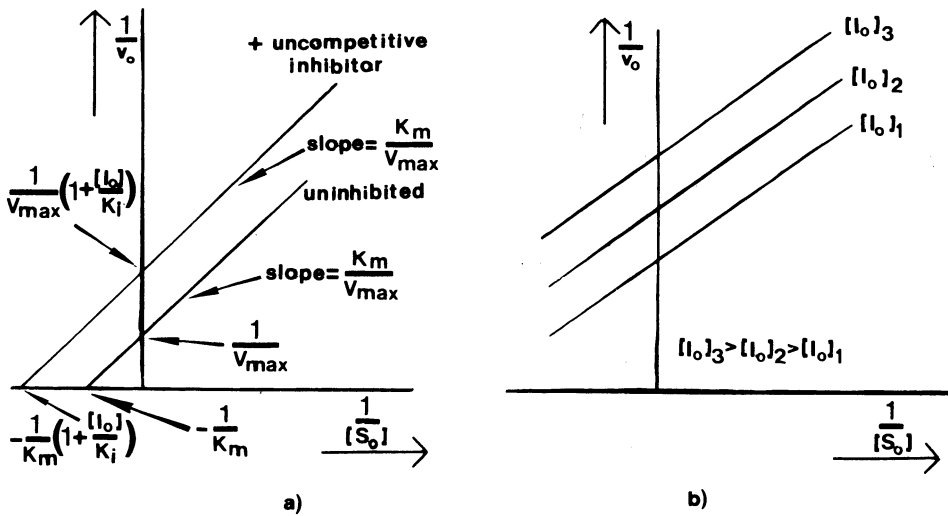 1/v₀
+ uncompetitive
inhibitor
slope= Kₘ/Vₘₐₓ
uninhibited
1/Vₘₐₓ(1+[I₀]/Kᵢ)
slope= Kₘ/Vₘₐₓ
1/Vₘₐₓ
-1/Kₘ(1+[I₀]/Kᵢ)
-1/Kₘ
1/[S₀]
a)
1/v₀
[I₀]₃
[I₀]₂
[I₀]₁
[I₀]₃>[I₀]₂>[I₀]₁
1/[S₀]
b)